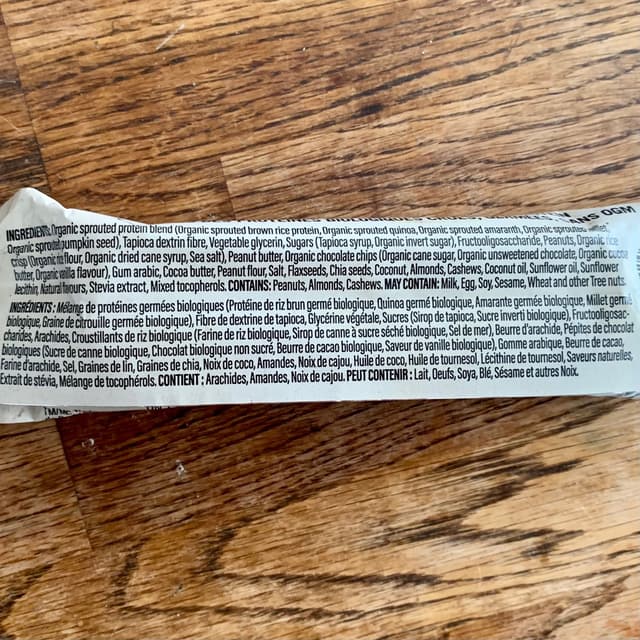 SANS OGM
INGREDIENTS: Organic sprouted protein blend (Organic sprouted brown rice protein, Organic sprouted quinoa, Organic sprouted amaranth, Organic sprouted millet,
Organic sprouted pumpkin seed), Tapioca dextrin fibre, Vegetable glycerin, Sugars (Tapioca syrup, Organic invert sugar), Fructooligosaccharide, Peanuts, Organic rice
crisp (Organic rice flour, Organic dried cane syrup, Sea salt), Peanut butter, Organic chocolate chips (Organic cane sugar, Organic unsweetened chocolate, Organic cocoa
butter, Organic vanilla flavour), Gum arabic, Cocoa butter, Peanut flour, Salt, Flaxseeds, Chia seeds, Coconut, Almonds, Cashews, Coconut oil, Sunflower oil, Sunflower
lecithin, Natural flavours, Stevia extract, Mixed tocopherols. CONTAINS: Peanuts, Almonds, Cashews. MAY CONTAIN: Milk, Egg, Soy, Sesame, Wheat and other Tree nuts.
INGRÉDIENTS : Mélange de protéines germées biologiques (Protéine de riz brun germé biologique, Quinoa germé biologique, Amarante germée biologique, Millet germé
biologique, Graine de citrouille germée biologique), Fibre de dextrine de tapioca, Glycérine végétale, Sucres (Sirop de tapioca, Sucre inverti biologique), Fructooligosac-
charides, Arachides, Croustillants de riz biologique (Farine de riz biologique, Sirop de canne à sucre séché biologique, Sel de mer), Beurre d'arachide, Pépites de chocolat
biologiques (Sucre de canne biologique, Chocolat biologique non sucré, Beurre de cacao biologique, Saveur de vanille biologique), Gomme arabique, Beurre de cacao,
Farine d'arachide, Sel, Graines de lin, Graines de chia, Noix de coco, Amandes, Noix de cajou, Huile de coco, Huile de tournesol, Lécithine de tournesol, Saveurs naturelles,
Extrait de stévia, Mélange de tocophérols. CONTIENT : Arachides, Amandes, Noix de cajou. PEUT CONTENIR : Lait, Oeufs, Soya, Blé, Sésame et autres Noix.